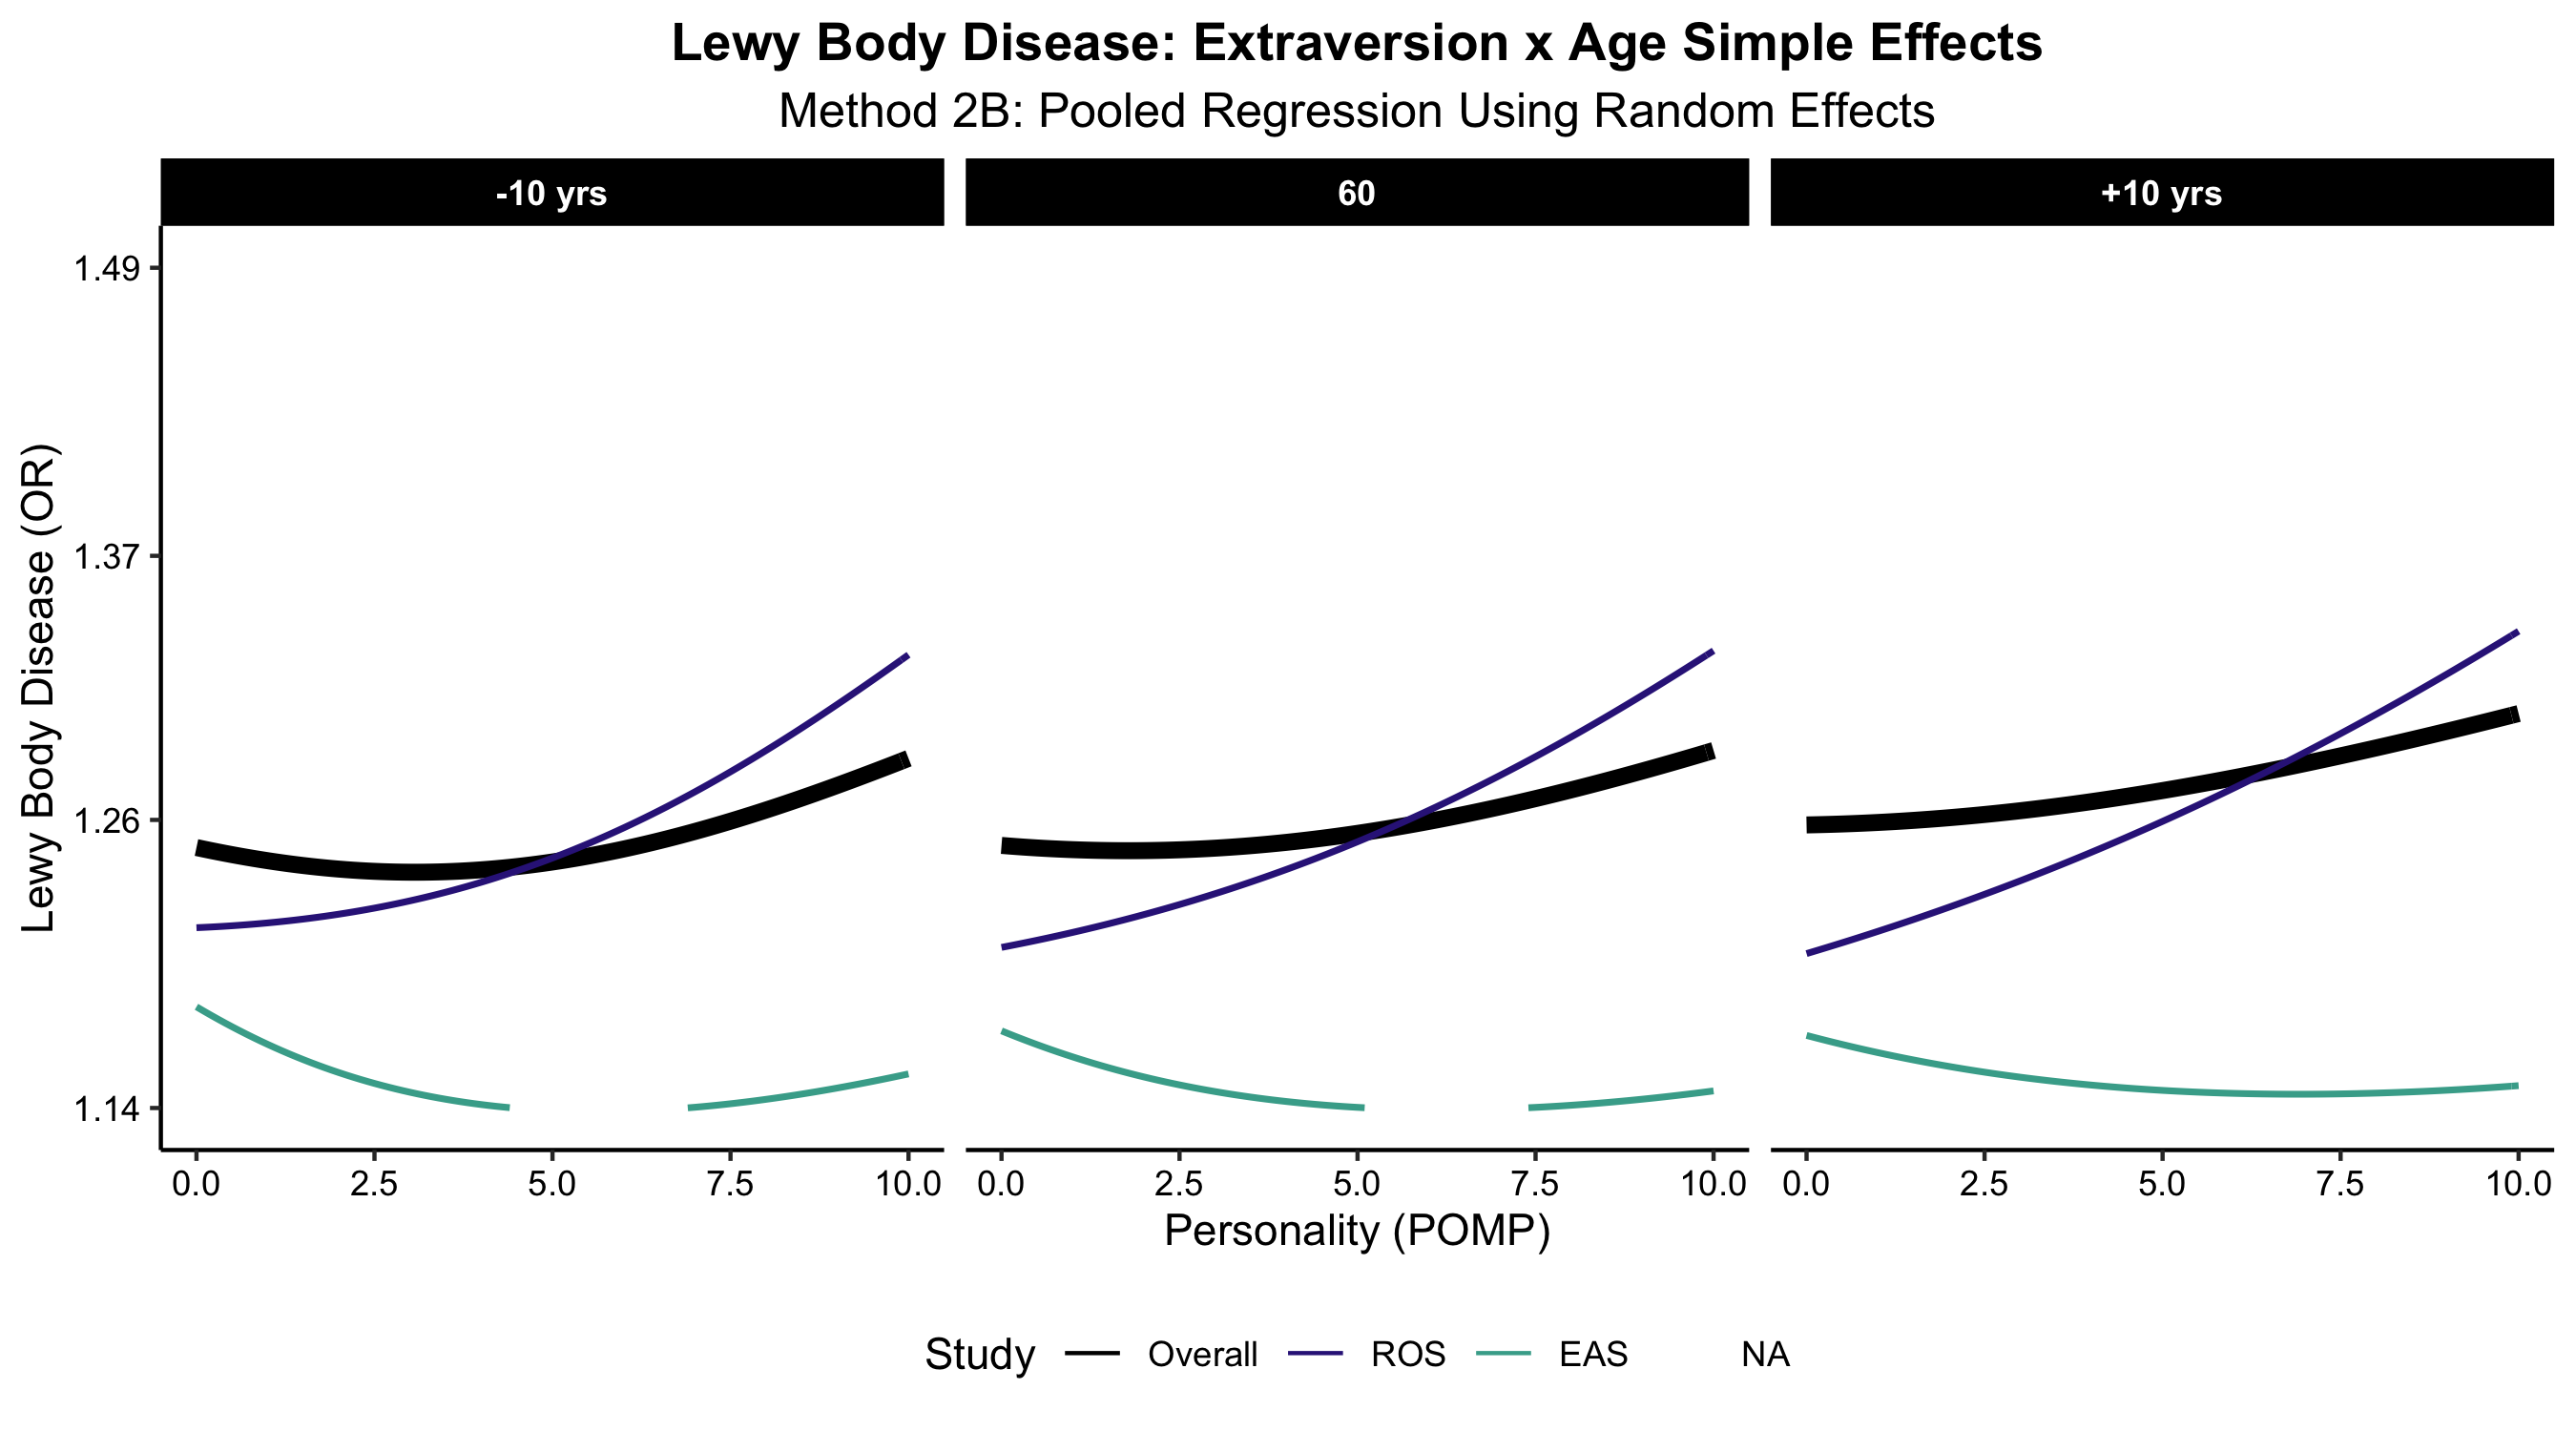 Lewy Body Disease: Extraversion x Age Simple Effects
Method 2B: Pooled Regression Using Random Effects
-10 yrs 60 +10 yrs
Lewy Body Disease (OR)
1.49
1.37
1.26
1.14
0.0 2.5 5.0 7.5 10.0 0.0 2.5 5.0 7.5 10.0 0.0 2.5 5.0 7.5 10.0
Personality (POMP)
Study Overall ROS EAS NA